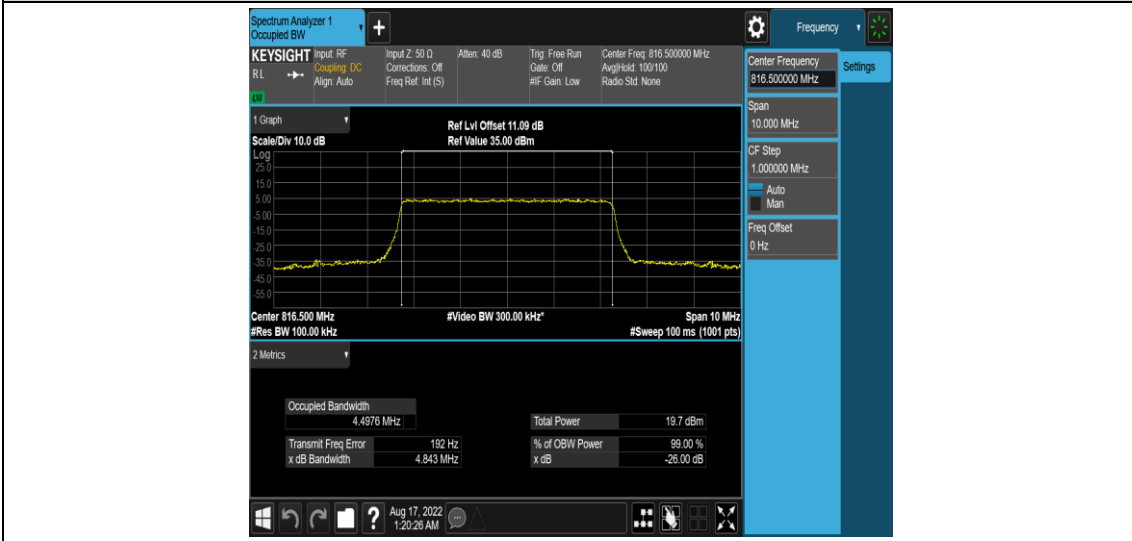 Spectrum Analyzer 1
Occupied BW
+
Frequency
KEYSIGHT Input: RF Input Z: 50 Ω Atten: 40 dB Trig: Free Run Center Freq: 816.500000 MHz
RL Coupling: DC Corrections: Off Gate: Off Avg|Hold: 100/100
Align: Auto Freq Ref: Int (S) #IF Gain: Low Radio Std: None
Center Frequency
816.500000 MHz
Settings
Span
10.000 MHz
CF Step
1.000000 MHz
Auto
Man
Freq Offset
0 Hz
1 Graph
Ref Lvl Offset 11.09 dB
Scale/Div 10.0 dB Ref Value 35.00 dBm
Log
25.0
15.0
5.00
-5.00
-15.0
-25.0
-35.0
-45.0
-55.0
Center 816.500 MHz #Video BW 300.00 kHz* Span 10 MHz
#Res BW 100.00 kHz #Sweep 100 ms (1001 pts)
2 Metrics
Occupied Bandwidth
4.4976 MHz Total Power 19.7 dBm
Transmit Freq Error 192 Hz % of OBW Power 99.00 %
x dB Bandwidth 4.843 MHz x dB -26.00 dB
? Aug 17, 2022
1:20:26 AM